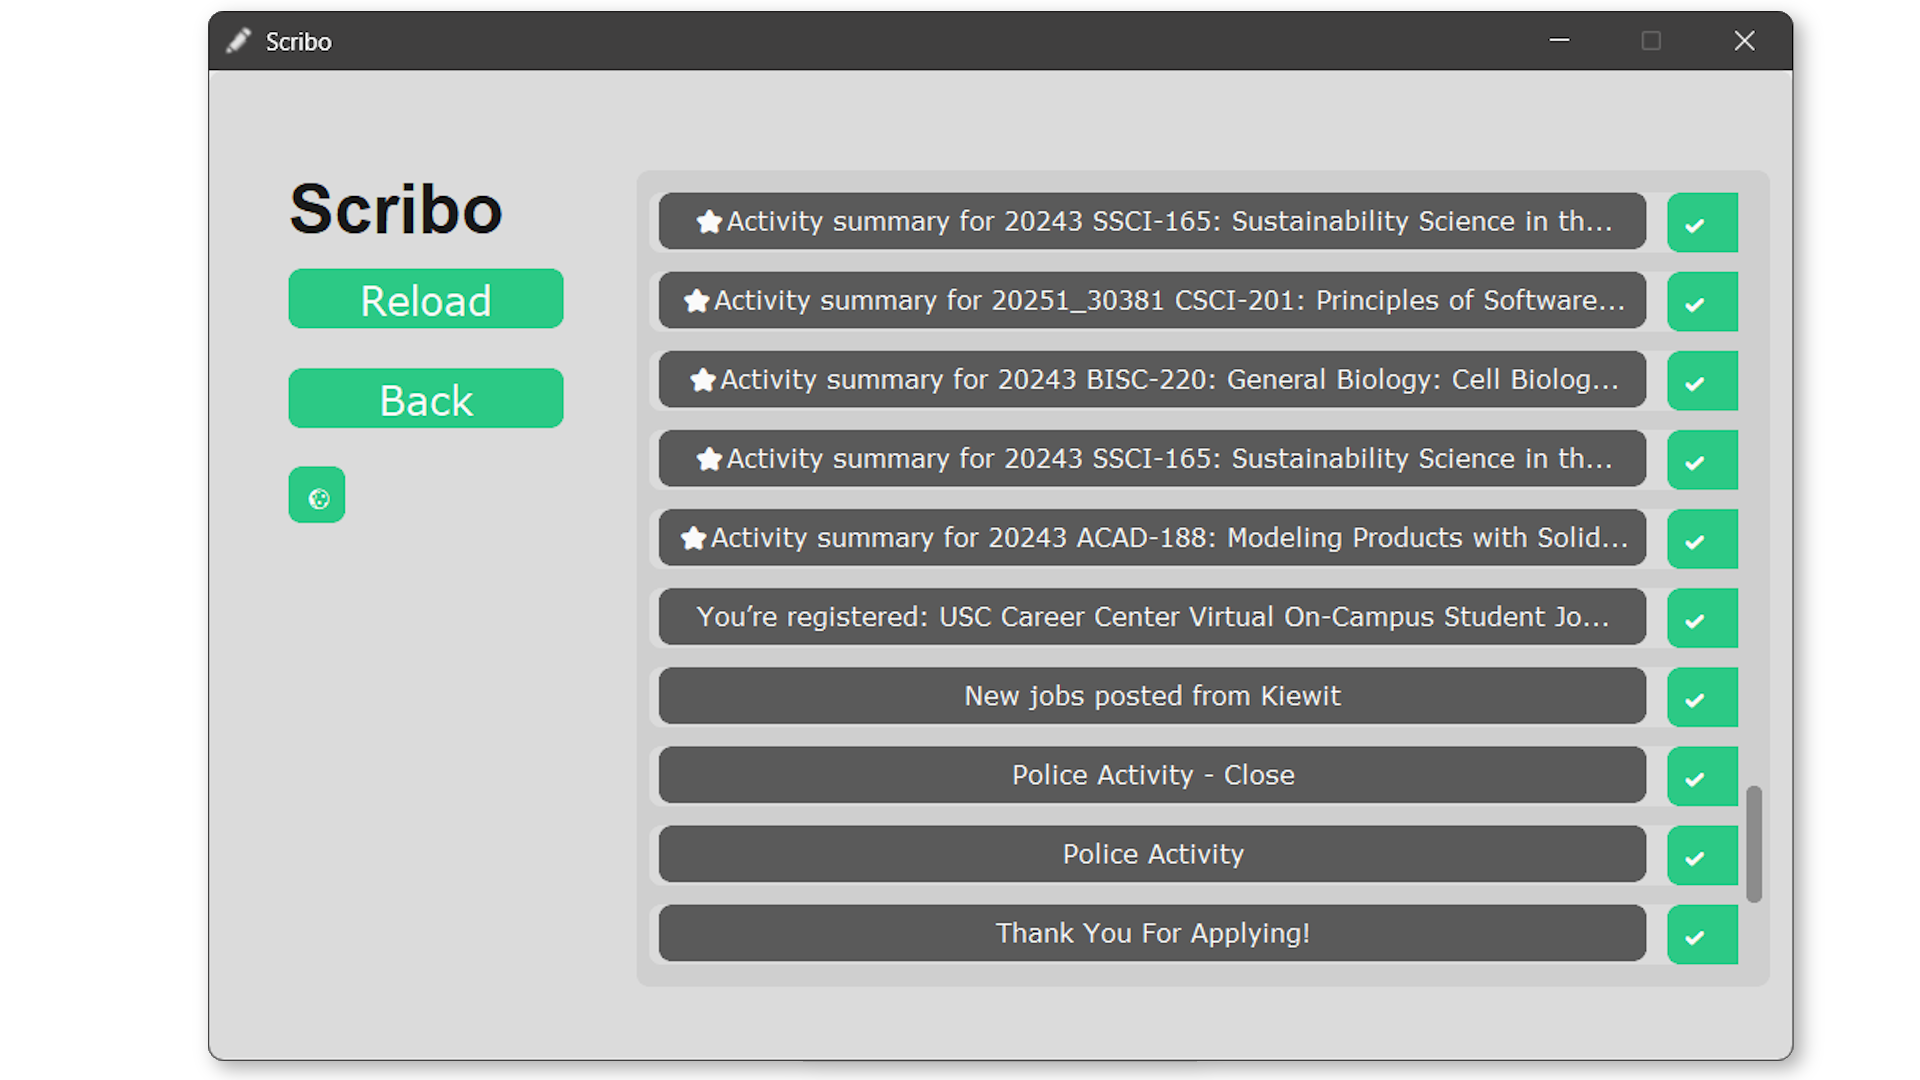 Scribo
Scribo
Reload
Back
Activity summary for 20243 SSCI-165: Sustainability Science in th...
Activity summary for 20251_30381 CSCI-201: Principles of Software...
Activity summary for 20243 BISC-220: General Biology: Cell Biolog...
Activity summary for 20243 SSCI-165: Sustainability Science in th...
Activity summary for 20243 ACAD-188: Modeling Products with Solid...
You’re registered: USC Career Center Virtual On-Campus Student Jo...
New jobs posted from Kiewit
Police Activity - Close
Police Activity
Thank You For Applying!